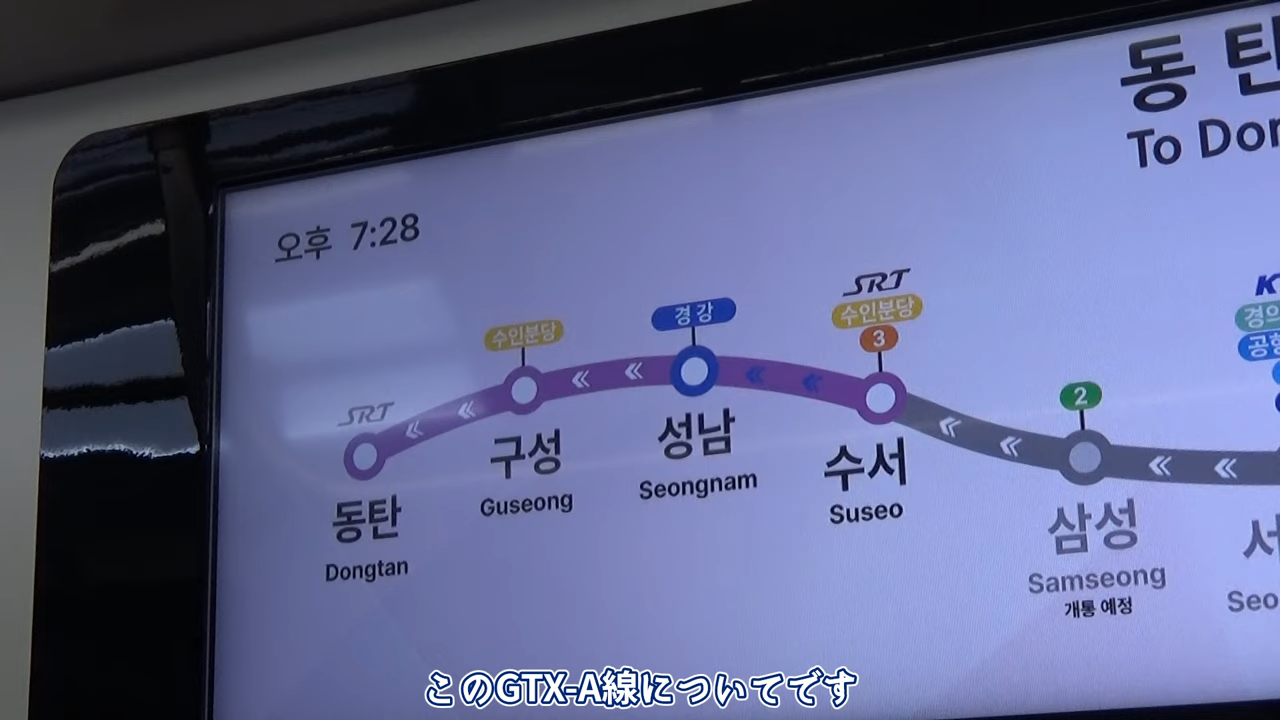 동 탄
To Don
오후 7:28
SRT
수인분당
경강
SRT
수인분당
3
2
동탄
Dongtan
구성
Guseong
성남
Seongnam
수서
Suseo
삼성
Samseong
개통 예정
서
Seo
このGTX-A線についてです